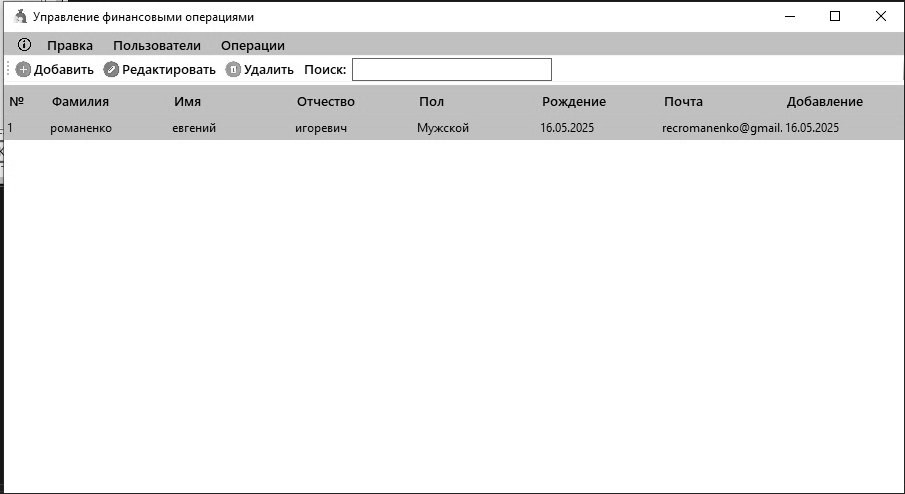 Управление финансовыми операциями
Правка Пользователи Операции
Добавить Редактировать Удалить Поиск:
№ Фамилия Имя Отчество Пол Рождение Почта Добавление
1 романенко евгений игоревич Мужской 16.05.2025 recromanenko@gmail. 16.05.2025